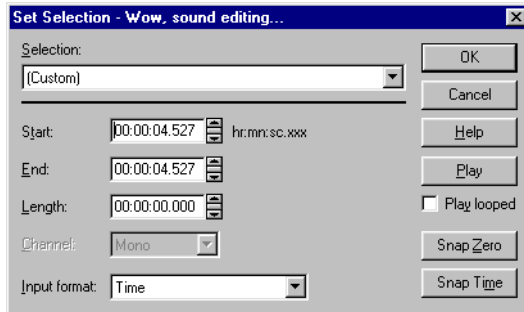 Set Selection - Wow, sound editing...
Selection:
(Custom)
OK
Cancel
Start: 00:00:04.527 hr:mn:sc.xxx
Help
End: 00:00:04.527
Play
Length: 00:00:00.000
Play looped
Channel: Mono
Snap Zero
Input format: Time
Snap Time